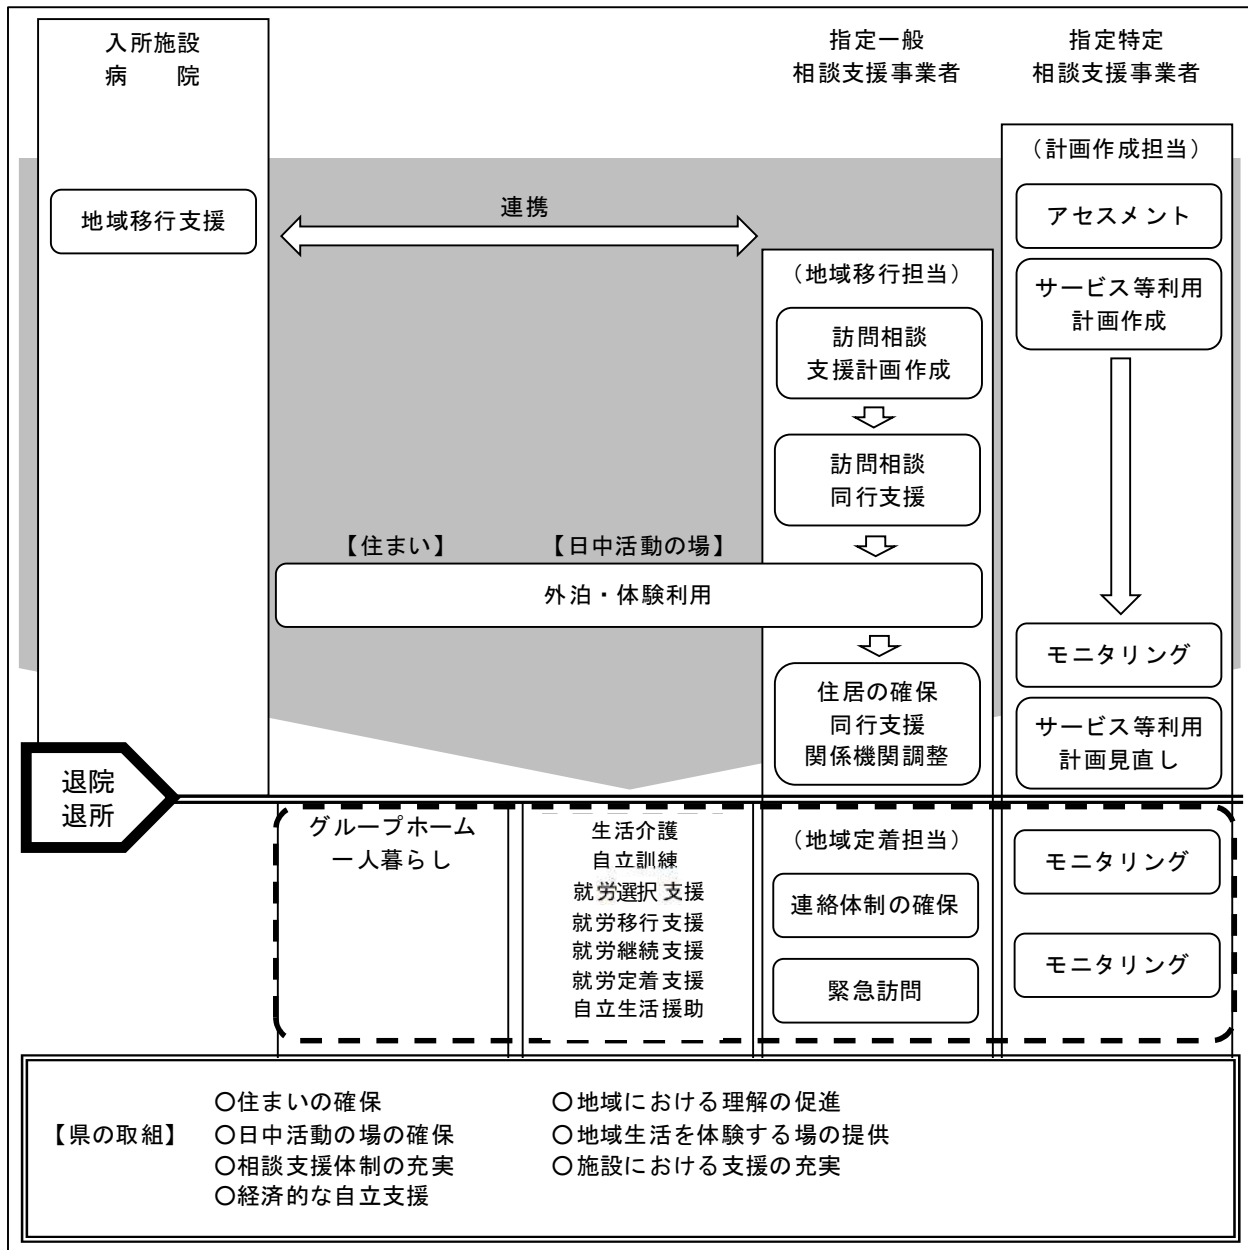 入所施設
病　　院
指定一般
相談支援事業者
指定特定
相談支援事業者
（計画作成担当）
地域移行支援
連携
アセスメント
（地域移行担当）
サービス等利用
計画作成
訪問相談
支援計画作成
訪問相談
同行支援
【住まい】　【日中活動の場】
外泊・体験利用
モニタリング
住居の確保
同行支援
関係機関調整
サービス等利用
計画見直し
退院
退所
グループホーム
一人暮らし
生活介護
自立訓練
就労選択支援
就労移行支援
就労継続支援
就労定着支援
自立生活援助
（地域定着担当）
連絡体制の確保
緊急訪問
モニタリング
モニタリング
【県の取組】
○住まいの確保
○日中活動の場の確保
○相談支援体制の充実
○経済的な自立支援
○地域における理解の促進
○地域生活を体験する場の提供
○施設における支援の充実